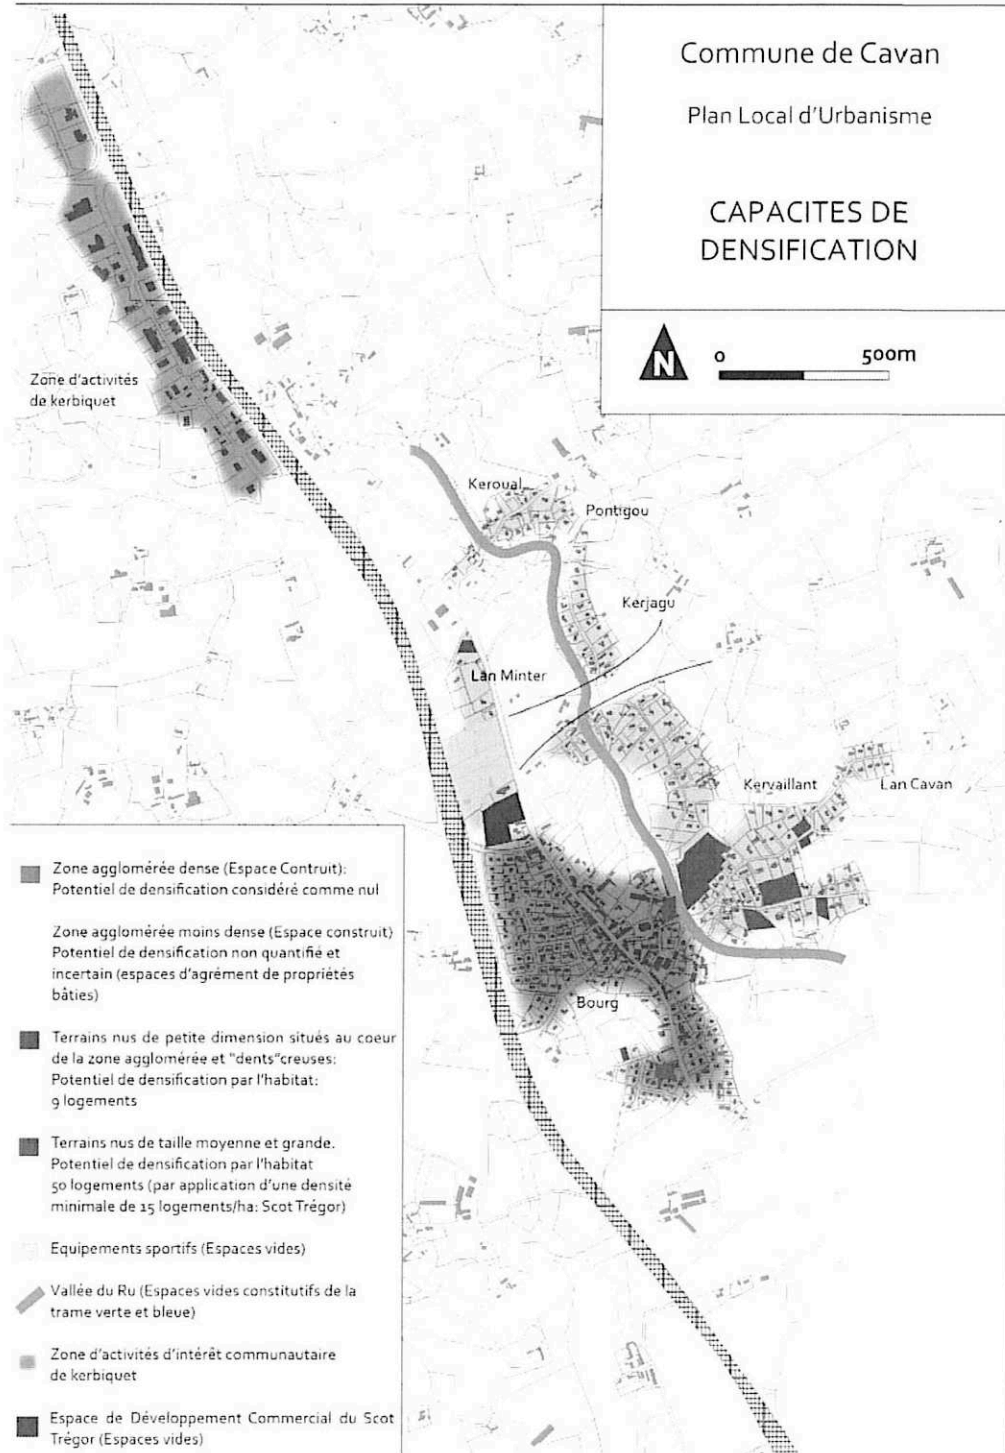 Commune de Cavan
Plan Local d'Urbanisme
CAPACITES DE
DENSIFICATION
N
0
500m
Zone d'activités
de kerbiquet
Keroual
Pontigou
Kerjagu
Lan Minter
Kervaillant
Lan Cavan
Bourg
Zone agglomérée dense (Espace Contruit):
Potentiel de densification considéré comme nul
Zone agglomérée moins dense (Espace construit)
Potentiel de densification non quantifié et
incertain (espaces d'agrément de propriétés
bâties)
Terrains nus de petite dimension situés au coeur
de la zone agglomérée et "dents"creuses:
Potentiel de densification par l'habitat:
9 logements
Terrains nus de taille moyenne et grande.
Potentiel de densification par l'habitat
50 logements (par application d'une densité
minimale de 15 logements/ha: Scot Trégor)
Equipements sportifs (Espaces vides)
Vallée du Ru (Espaces vides constitutifs de la
trame verte et bleue)
Zone d'activités d'intérêt communautaire
de kerbiquet
Espace de Développement Commercial du Scot
Trégor (Espaces vides)